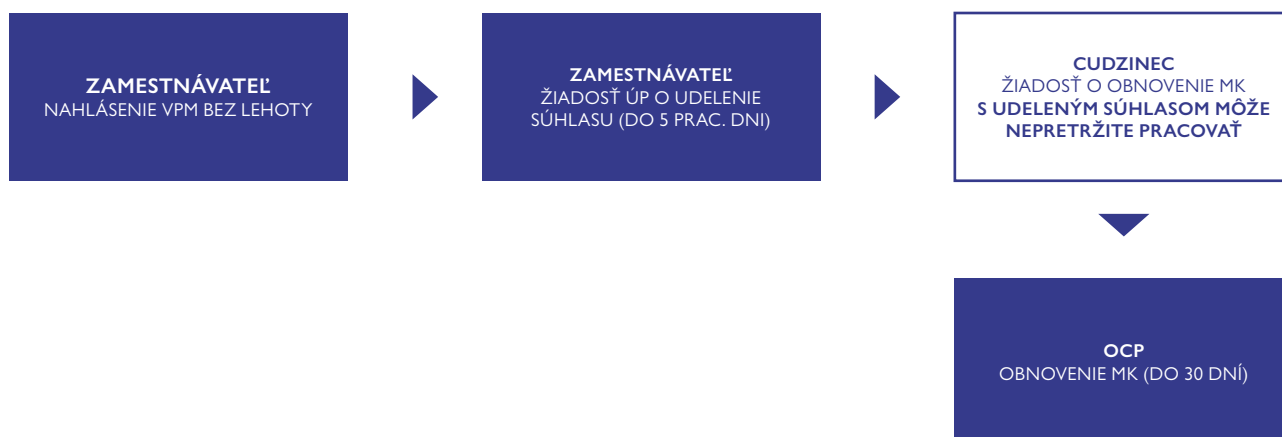 ZAMESTNÁVATEĽ
NAHLÁSENIE VPM BEZ LEHOTY
ZAMESTNÁVATEĽ
ŽIADOSŤ ÚP O UDELENIE
SÚHLASU (DO 5 PRAC. DNI)
CUDZINEC
ŽIADOSŤ O OBNOVENIE MK
S UDELENÝM SÚHLASOM MÔŽE
NEPRETRŽITE PRACOVAŤ
OCP
OBNOVENIE MK (DO 30 DNÍ)